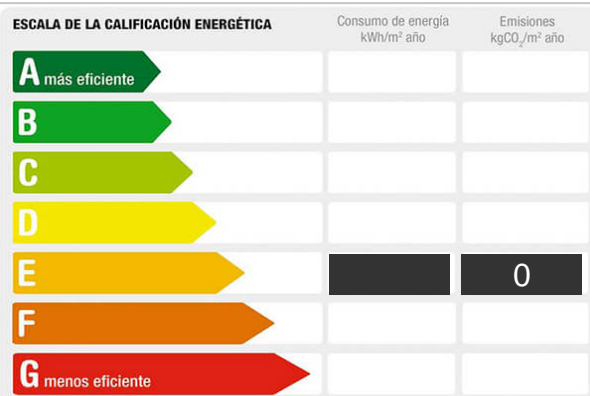 ESCALA DE LA CALIFICACIÓN ENERGÉTICA
Consumo de energía
kWh/m² año
Emisiones
kgCO₂/m² año
A más eficiente
B
C
D
E
0
F
G menos eficiente